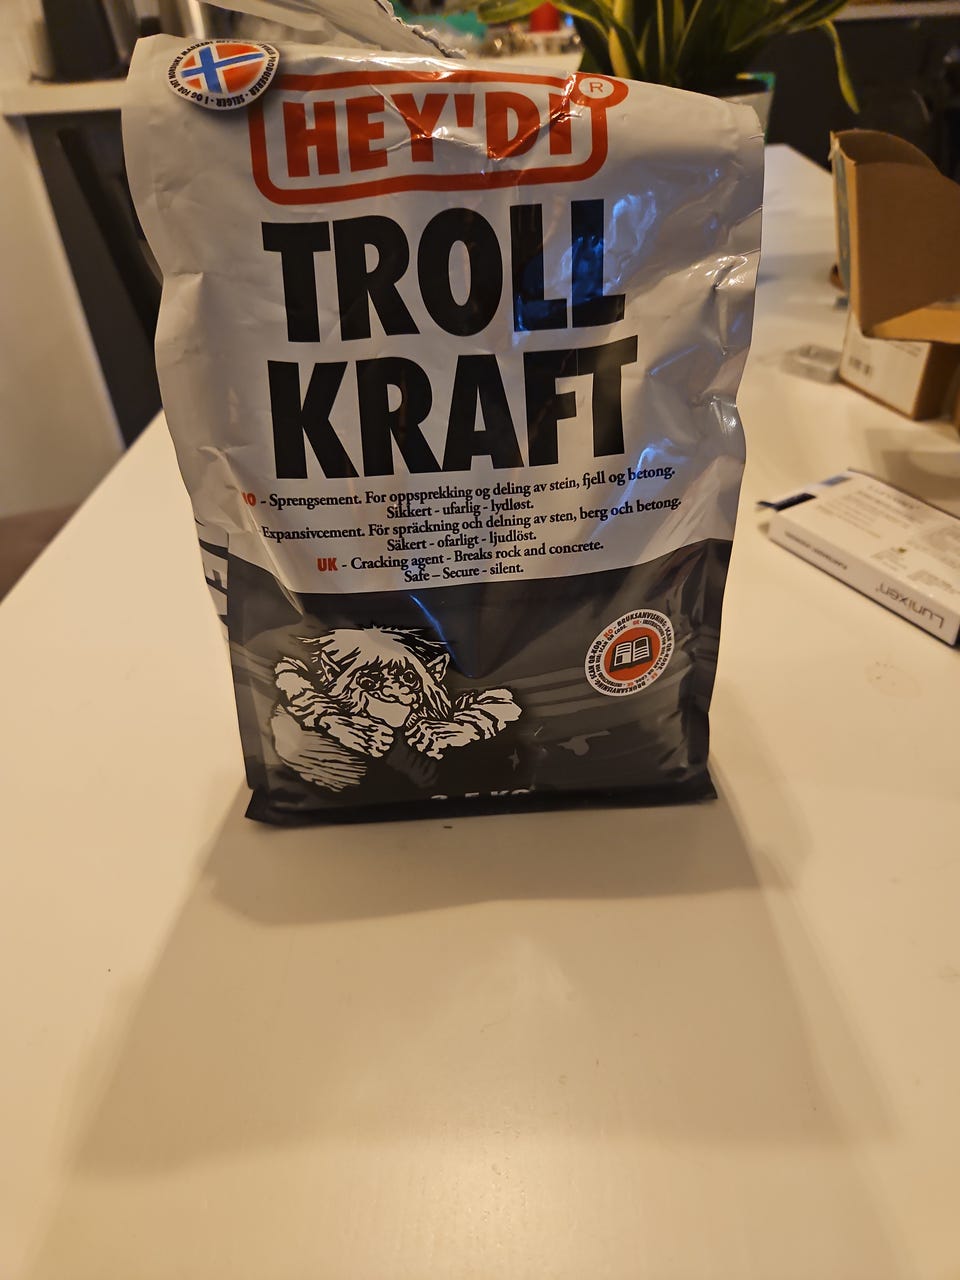 HEY'DI
®
TROLL
KRAFT
- Sprengsement. For oppsprekking og deling av stein, fjell og betong.
Sikkert - ufarlig - lydløst.
Expansivcement. För spräckning och delning av sten, berg och betong.
Säkert - ofarligt - ljudlöst.
UK - Cracking agent - Breaks rock and concrete.
Safe – Secure - silent.
Lunixen